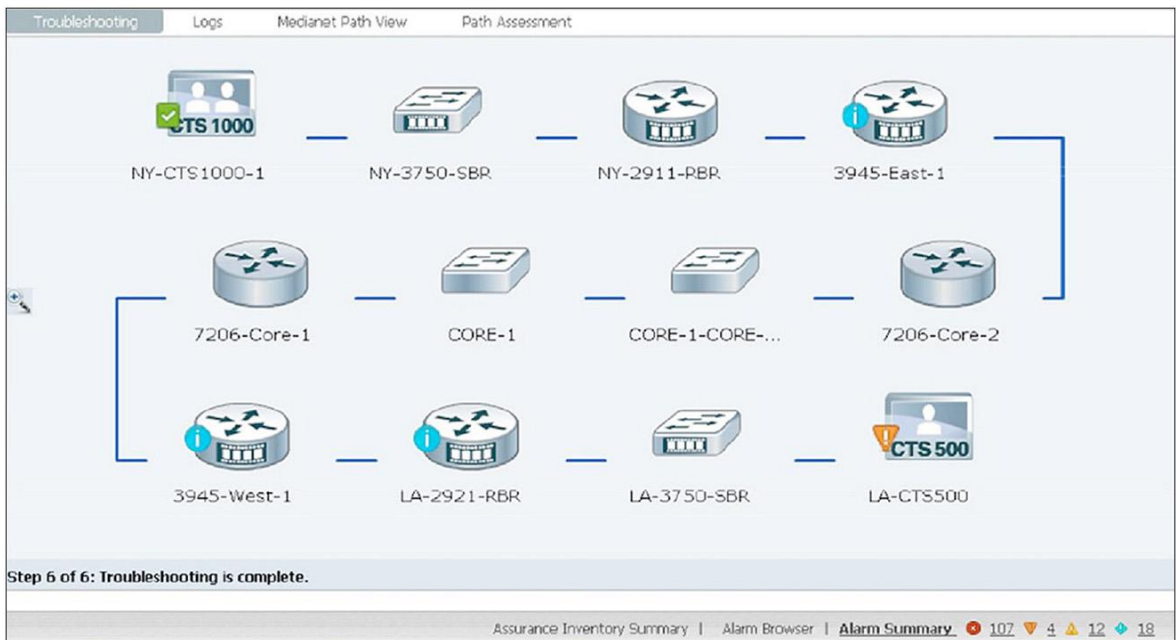 Troubleshooting Logs Medianet Path View Path Assessment
CTS 1000
NY-CTS1000-1 NY-3750-SBR NY-2911-RBR 3945-East-1
7206-Core-1 CORE-1 CORE-1-CORE-... 7206-Core-2
CTS 500
3945-West-1 LA-2921-RBR LA-3750-SBR LA-CTS500
Step 6 of 6: Troubleshooting is complete.
Assurance Inventory Summary | Alarm Browser | Alarm Summary 107 4 12 18